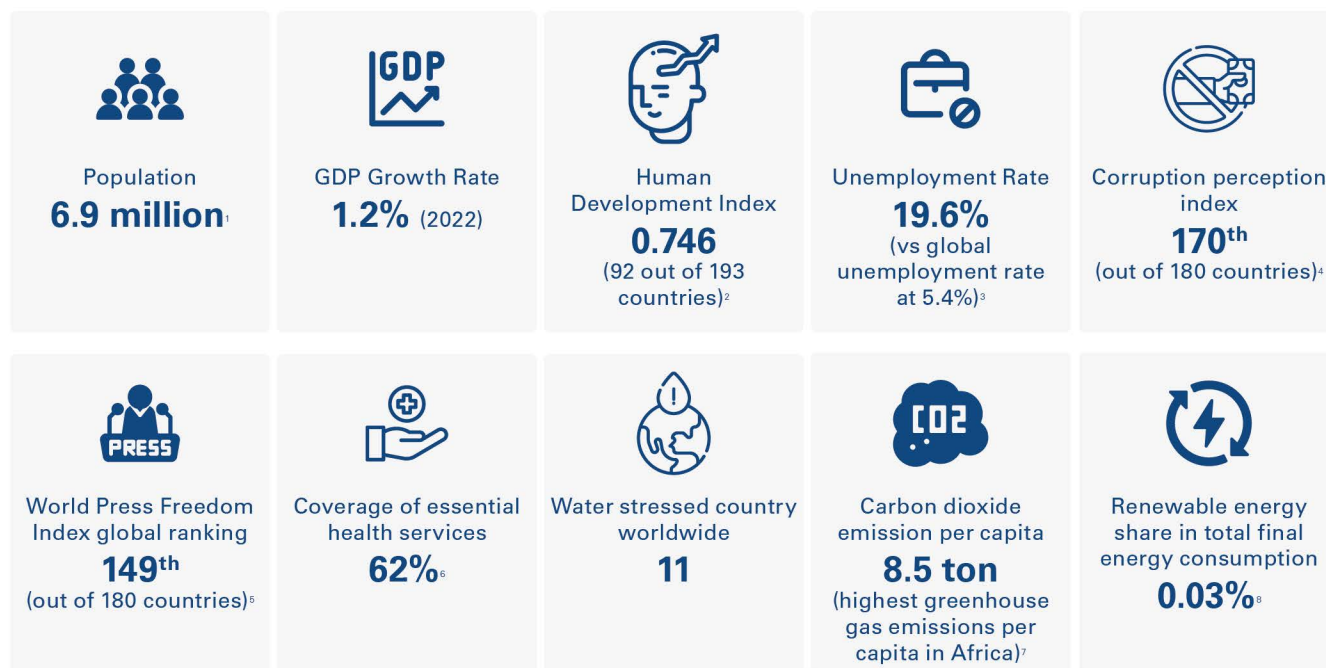 GDP
Population
6.9 million¹
GDP Growth Rate
1.2% (2022)
Human
Development Index
0.746
(92 out of 193
countries)²
Unemployment Rate
19.6%
(vs global
unemployment rate
at 5.4%)³
Corruption perception
index
170th
(out of 180 countries)⁴
PRESS
World Press Freedom
Index global ranking
149th
(out of 180 countries)⁵
Coverage of essential
health services
62%⁶
!
Water stressed country
worldwide
11
CO2
Carbon dioxide
emission per capita
8.5 ton
(highest greenhouse
gas emissions per
capita in Africa)⁷
Renewable energy
share in total final
energy consumption
0.03%⁸